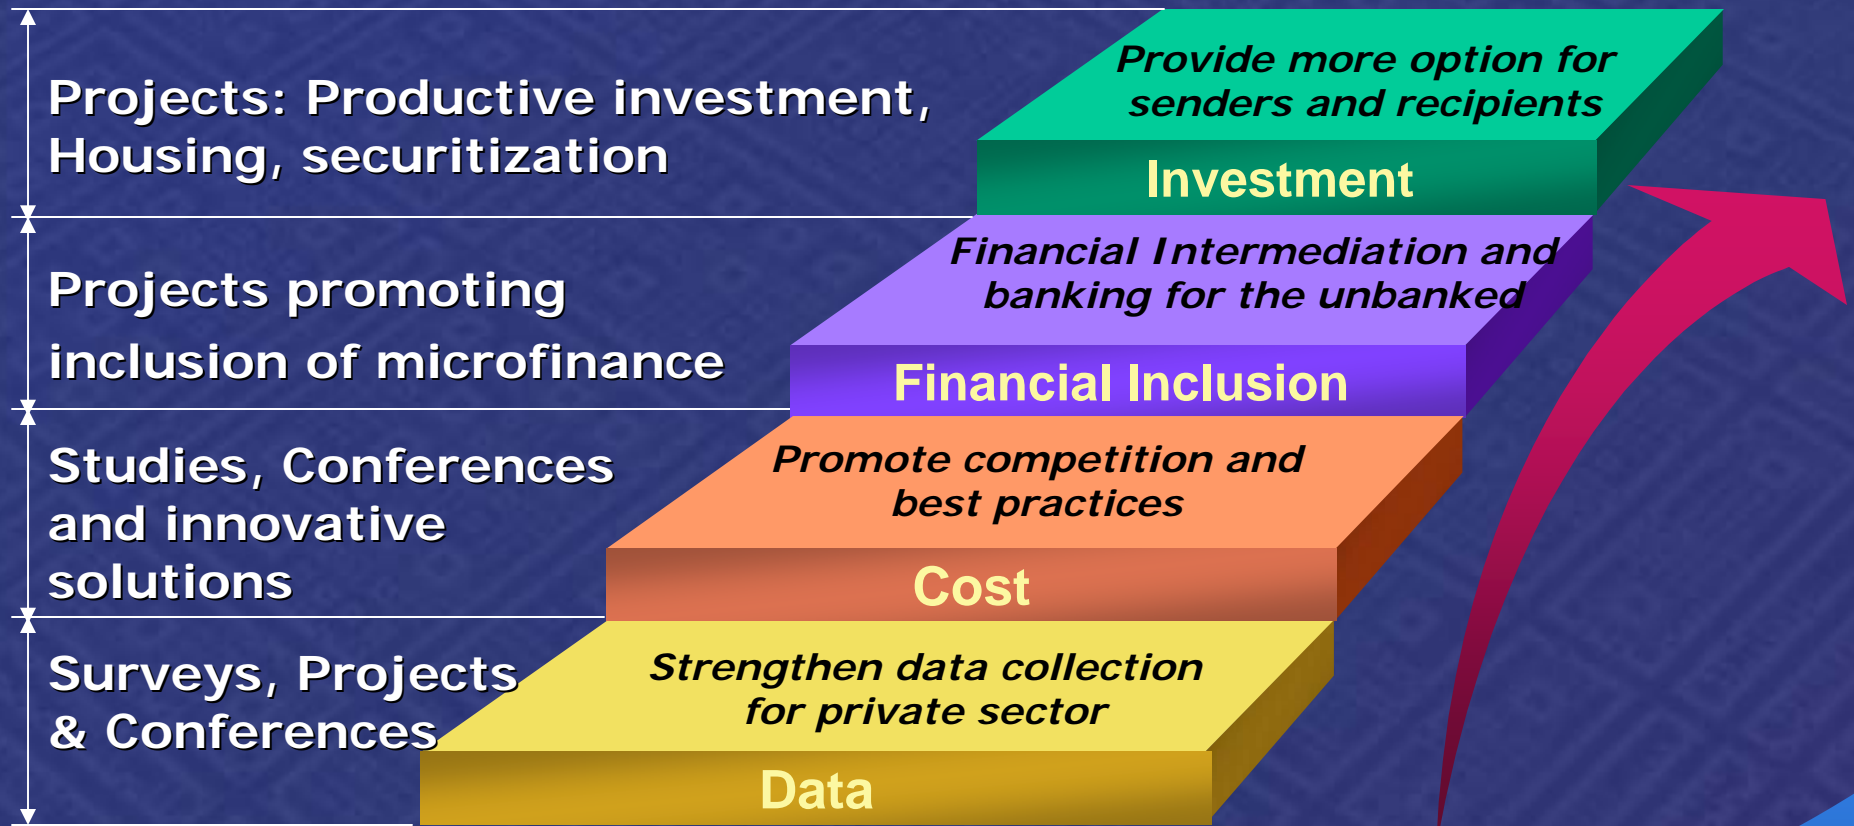 Projects: Productive investment,
Housing, securitization
Provide more option for
senders and recipients
Investment
Projects promoting
inclusion of microfinance
Financial Intermediation and
banking for the unbanked
Financial Inclusion
Studies, Conferences
and innovative
solutions
Promote competition and
best practices
Cost
Surveys, Projects
& Conferences
Strengthen data collection
for private sector
Data